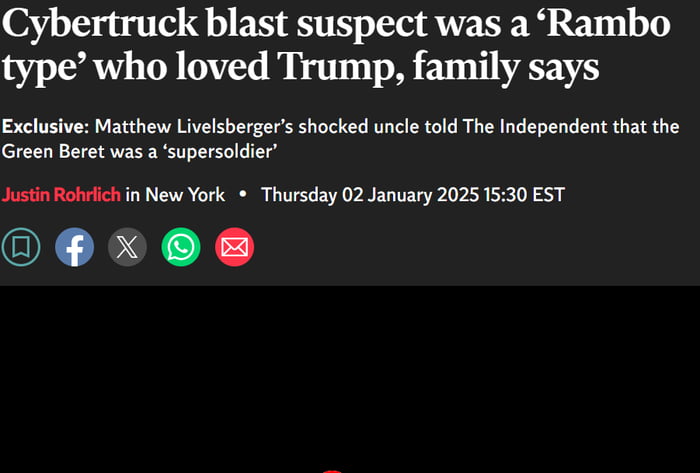 Cybertruck blast suspect was a ‘Rambo
type’ who loved Trump, family says
Exclusive: Matthew Livelsberger’s shocked uncle told The Independent that the
Green Beret was a ‘supersoldier’
Justin Rohrlich in New York • Thursday 02 January 2025 15:30 EST